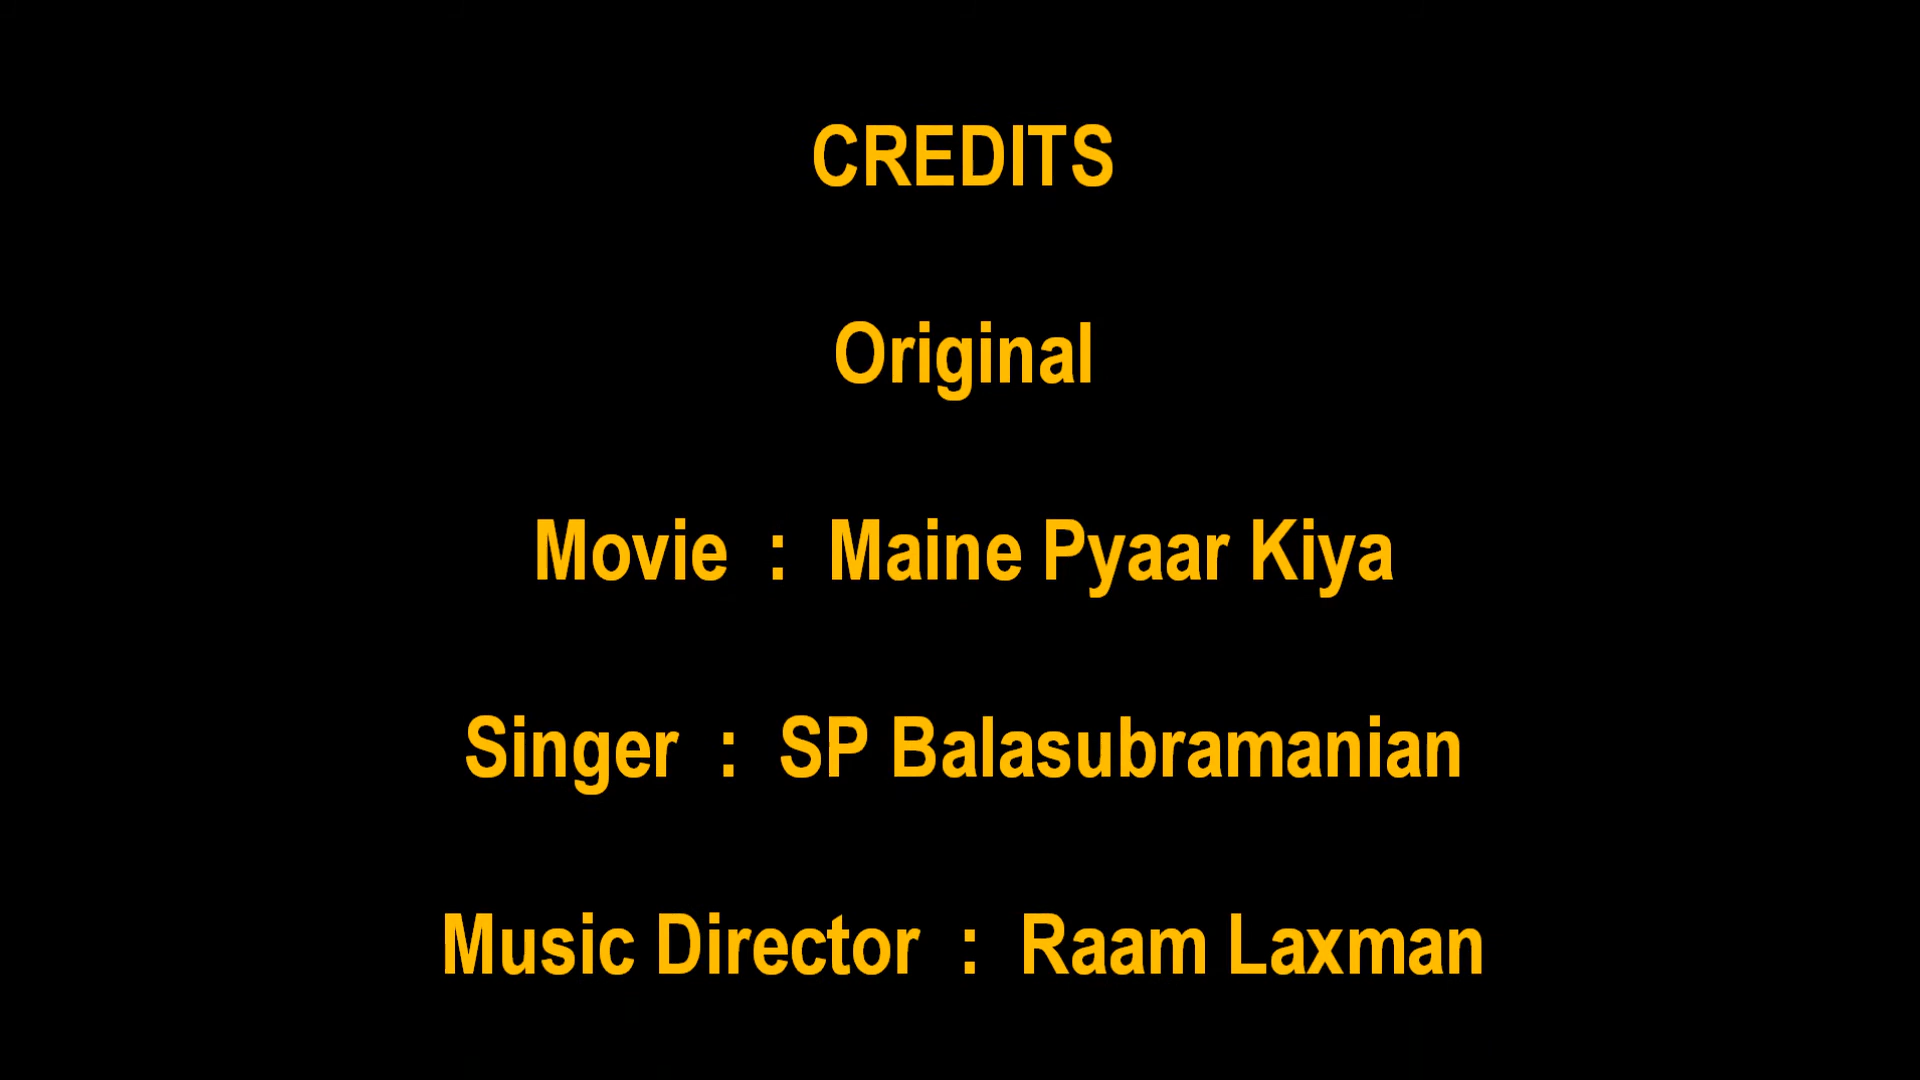 CREDITS
Original
Movie : Maine Pyaar Kiya
Singer : SP Balasubramanian
Music Director : Raam Laxman